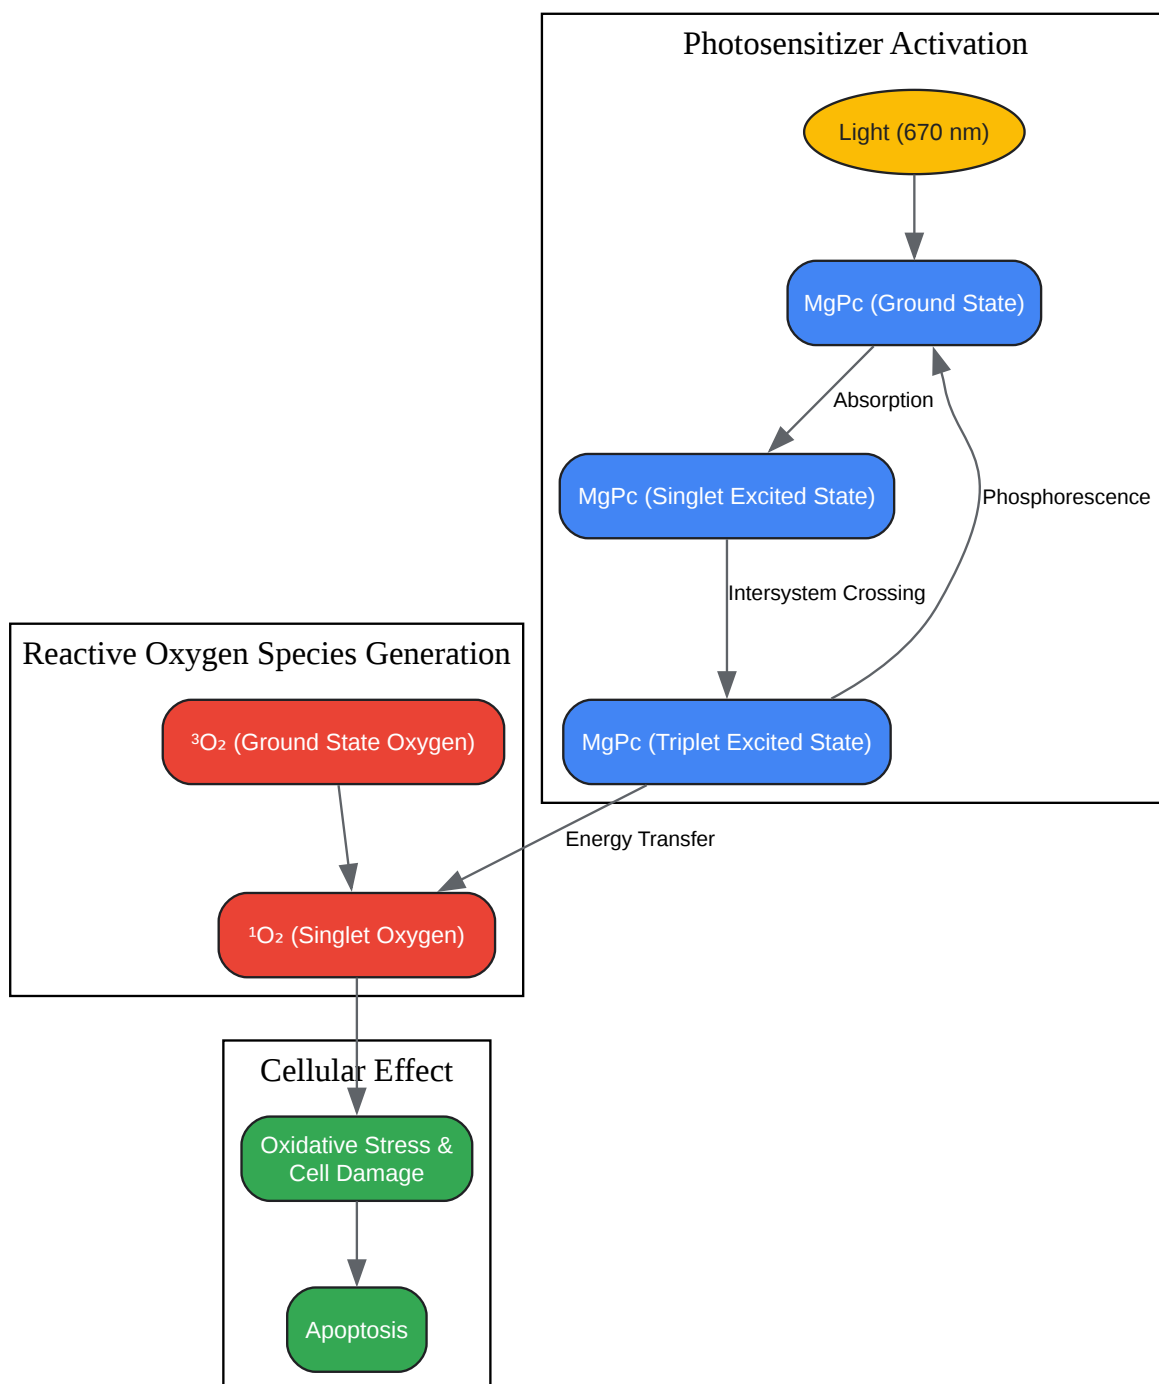 Photosensitizer Activation
Light (670 nm)
MgPc (Ground State)
Absorption
MgPc (Singlet Excited State)
Phosphorescence
Intersystem Crossing
Reactive Oxygen Species Generation
³O₂ (Ground State Oxygen)
MgPc (Triplet Excited State)
Energy Transfer
¹O₂ (Singlet Oxygen)
Cellular Effect
Oxidative Stress &
Cell Damage
Apoptosis